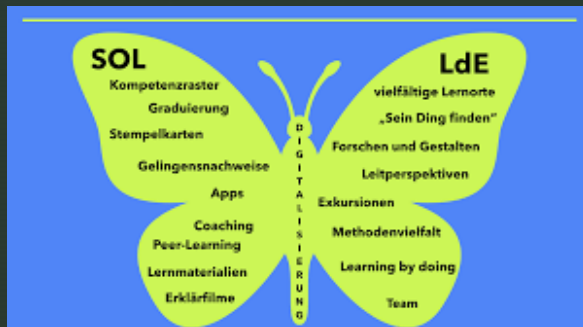 SOL
Kompetenzraster
Graduierung
Stempelkarten
Gelingensnachweise
Apps
Coaching
Peer-Learning
Lernmaterialien
Erklärfilme
DIGITALISIERUNG
LdE
vielfältige Lernorte
„Sein Ding finden“
Forschen und Gestalten
Leitperspektiven
Exkursionen
Methodenvielfalt
Learning by doing
Team